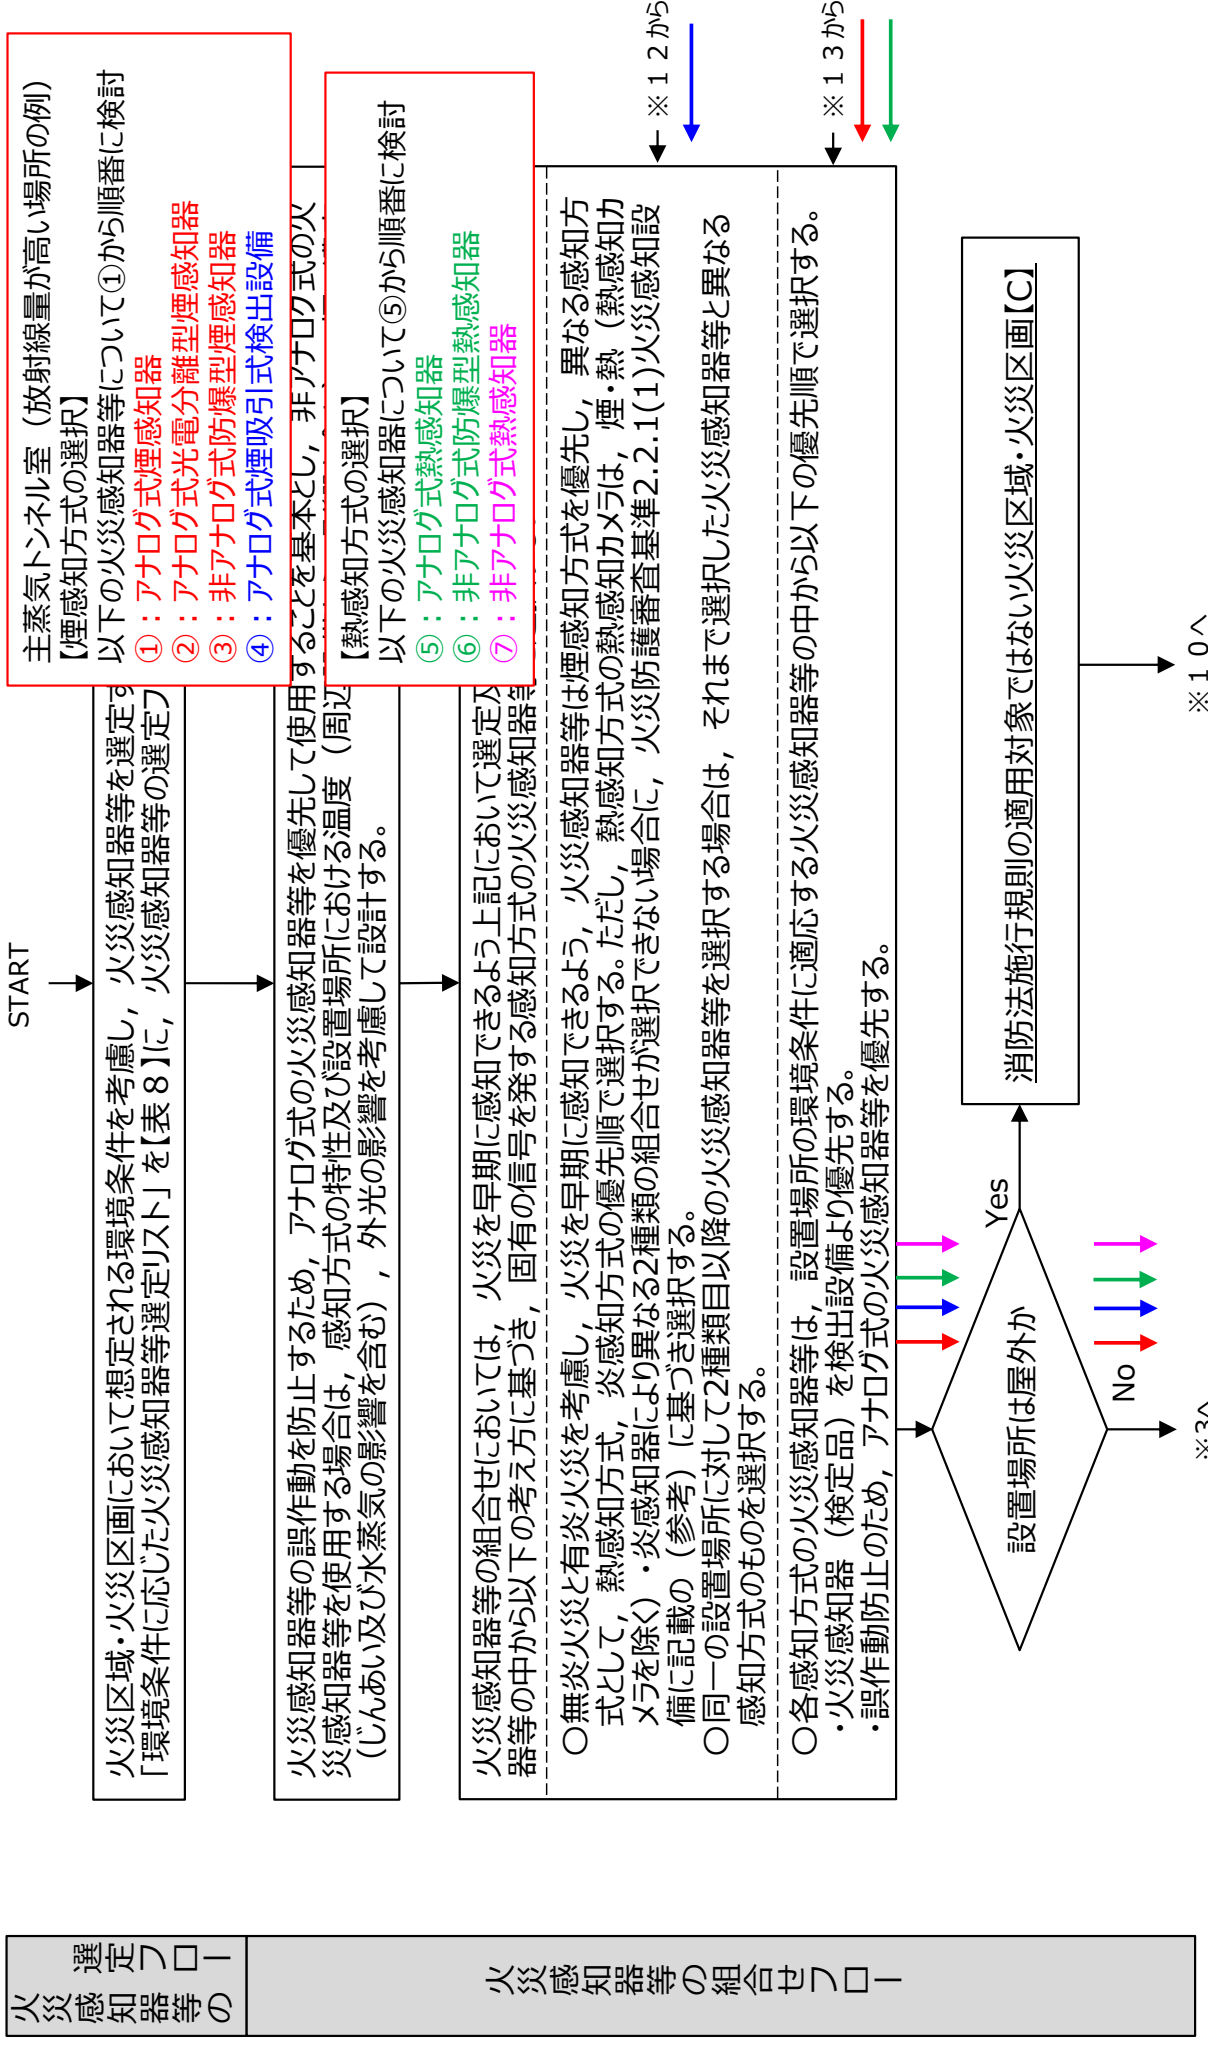 火災感知器等の
選定フロー
火災感知器等の組合せフロー
START
火災区域・火災区画において想定される環境条件を考慮し，火災感知器等を選定す
「環境条件に応じた火災感知器等選定リスト」を【表８】に，火災感知器等の選定フ
主蒸気トンネル室（放射線量が高い場所の例）
【煙感知方式の選択】
以下の火災感知器等について①から順番に検討
①：アナログ式煙感知器
②：アナログ式光電分離型煙感知器
③：非アナログ式防爆型煙感知器
④：アナログ式煙吸引式検出設備
火災感知器等の誤作動を防止するため，アナログ式の火災感知器等を優先して使用することを基本とし，非アナログ式の火
災感知器等を使用する場合は，感知方式の特性及び設置場所における温度（周辺
（じんあい及び水蒸気の影響を含む），外光の影響を考慮して設計する。
【熱感知方式の選択】
以下の火災感知器について⑤から順番に検討
⑤：アナログ式熱感知器
⑥：非アナログ式防爆型熱感知器
⑦：非アナログ式熱感知器
火災感知器等の組合せにおいては，火災を早期に感知できるよう上記において選定
器等の中から以下の考え方に基づき，固有の信号を発する感知方式の火災感知器等
○無炎火災と有炎火災を考慮し，火災を早期に感知できるよう，火災感知器等は煙感知方式を優先し，異なる感知方
式として，熱感知方式，炎感知方式の優先順で選択する。ただし，熱感知方式の熱感知カメラは，煙・熱（熱感知カ
メラを除く）・炎感知器により異なる2種類の組合せが選択できない場合に，火災防護審査基準2.2.1(1)火災感知設
備に記載の（参考）に基づき選択する。
○同一の設置場所に対して2種類目以降の火災感知器等を選択する場合は，それまで選択した火災感知器等と異なる
感知方式のものを選択する。
○各感知方式の火災感知器等は，設置場所の環境条件に適応する火災感知器等の中から以下の優先順で選択する。
・火災感知器（検定品）を検出設備より優先する。
・誤作動防止のため，アナログ式の火災感知器等を優先する。
※１２から
※１３から
設置場所は屋外か
Yes
No
消防法施行規則の適用対象ではない火災区域・火災区画【C】
※１０へ
※3へ